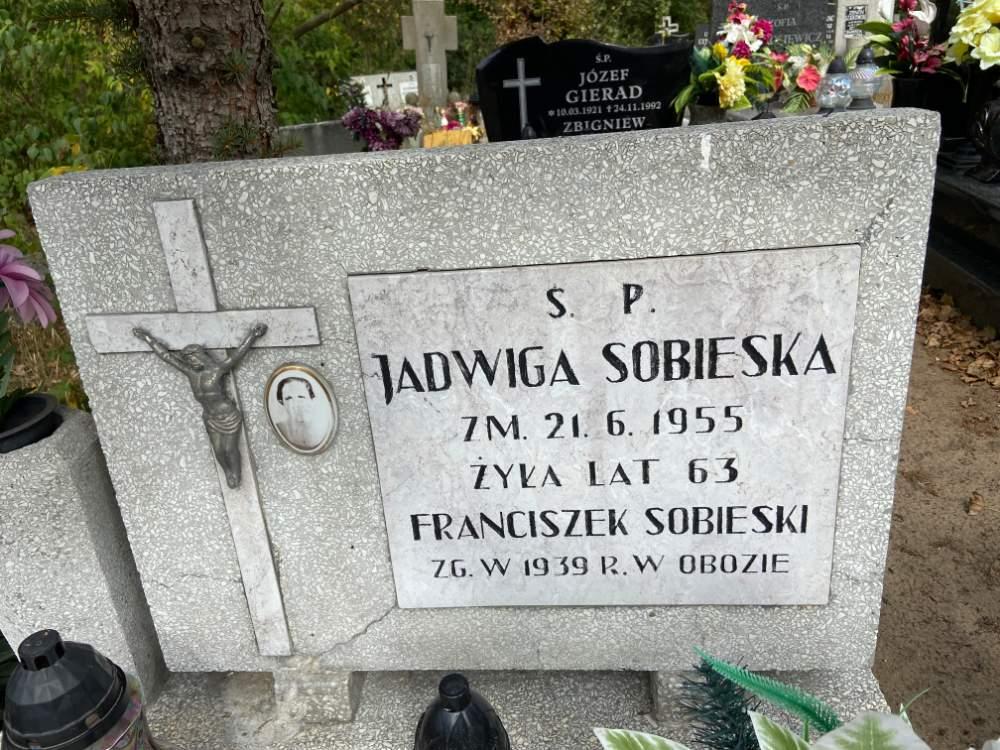 Ś.P.
JÓZEF
GIERAD
*10.03.1921 ✝24.11.1992
ZBIGNIEW
Ś.P.
S. P.
JADWIGA SOBIESKA
ZM. 21. 6. 1955
ŻYŁA LAT 63
FRANCISZEK SOBIESKI
ZG. W 1939 R. W OBOZIE